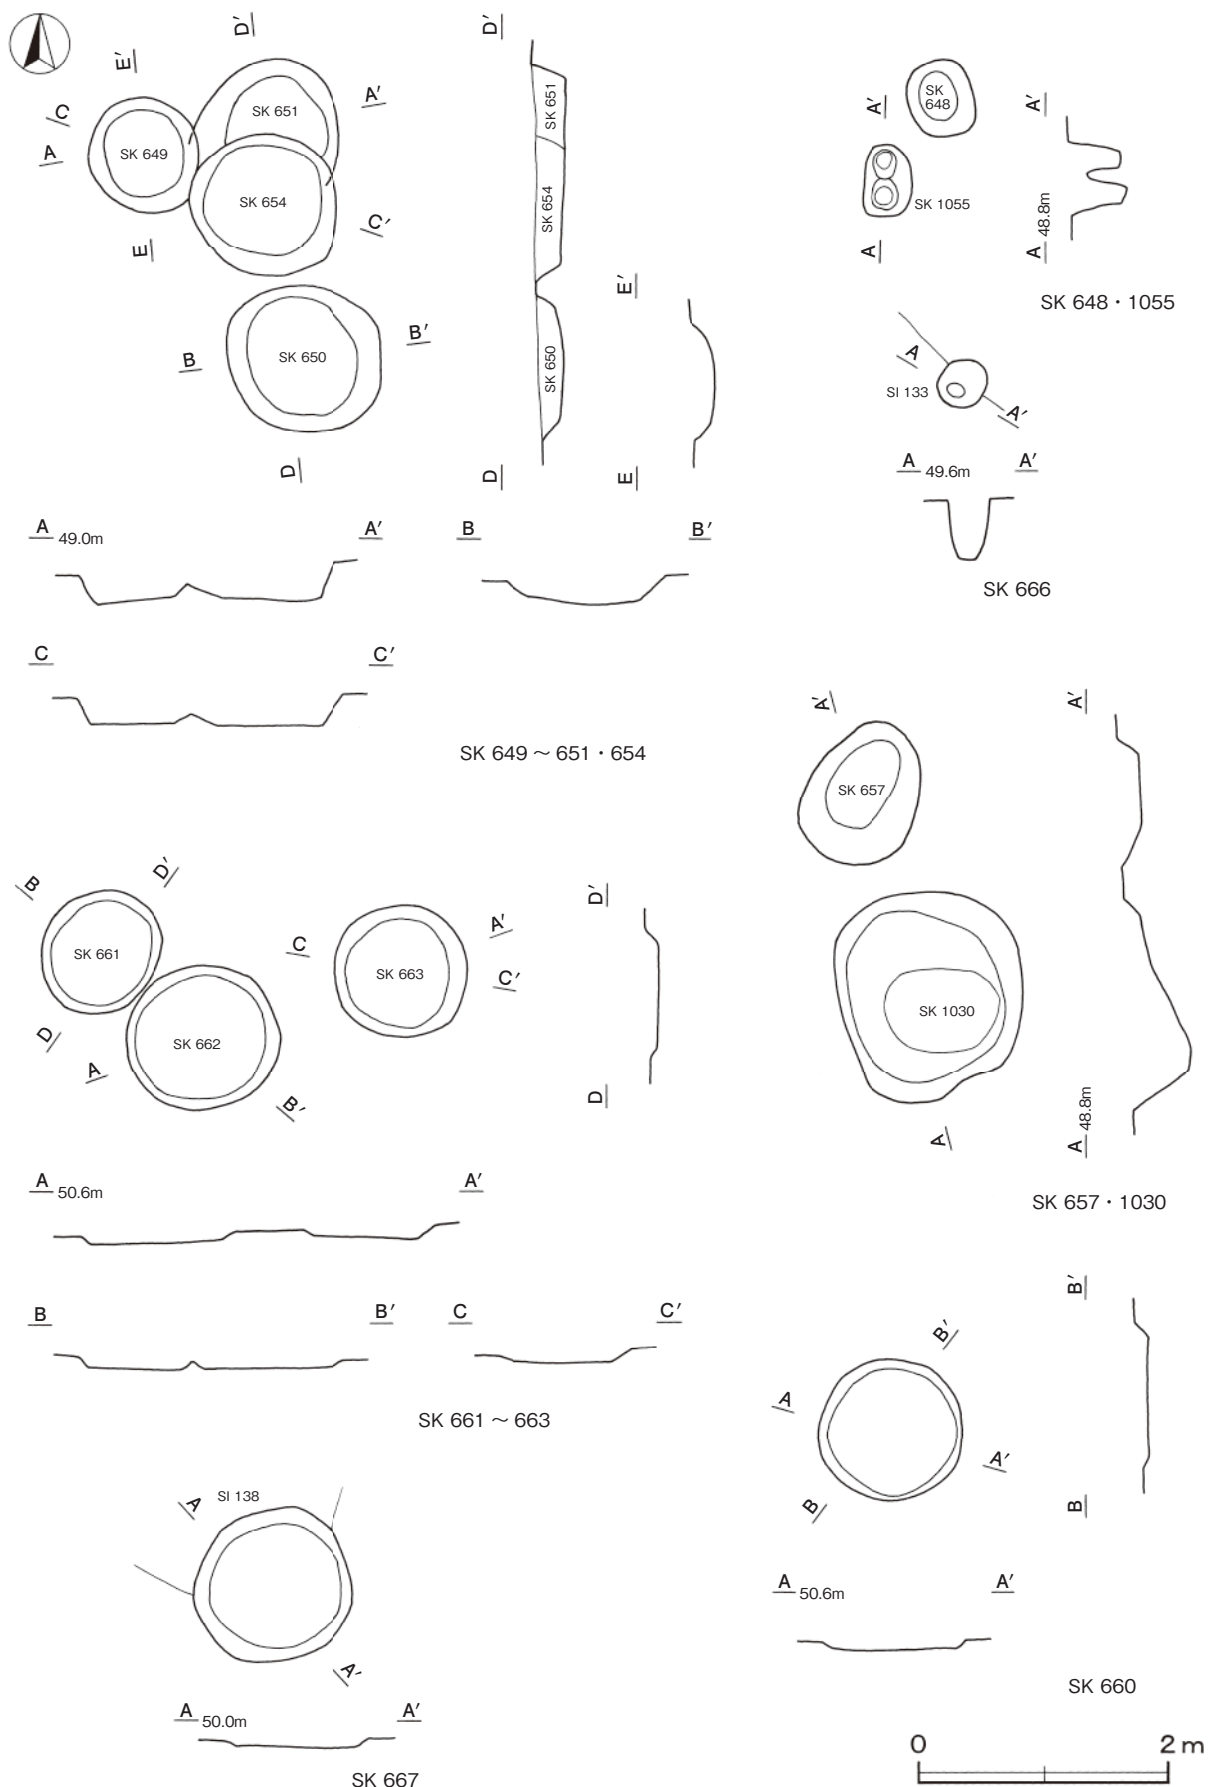 D′
E′
A′
C
SK 651
A
SK 649
SK 654
C′
E
B′
B
SK 650
D
D′
SK 651
SK 654
SK 650
D
E′
E
A 49.0m
A′
B
B′
C
C′
SK 649 ～ 651・654
SK 648
A′
SK 1055
A
A′
A 48.8m
SK 648・1055
A
SI 133
A′
A 49.6m
A′
SK 666
A′
SK 657
SK 1030
A
A′
A 48.8m
SK 657・1030
B
D′
SK 661
D
SK 662
A
B′
C
SK 663
A′
C′
D′
D
A 50.6m
A′
B
B′
C
C′
SK 661 ～ 663
B′
A
A′
B
B′
B
A 50.6m
A′
SK 660
A
SI 138
A′
A 50.0m
A′
SK 667
0
2 m